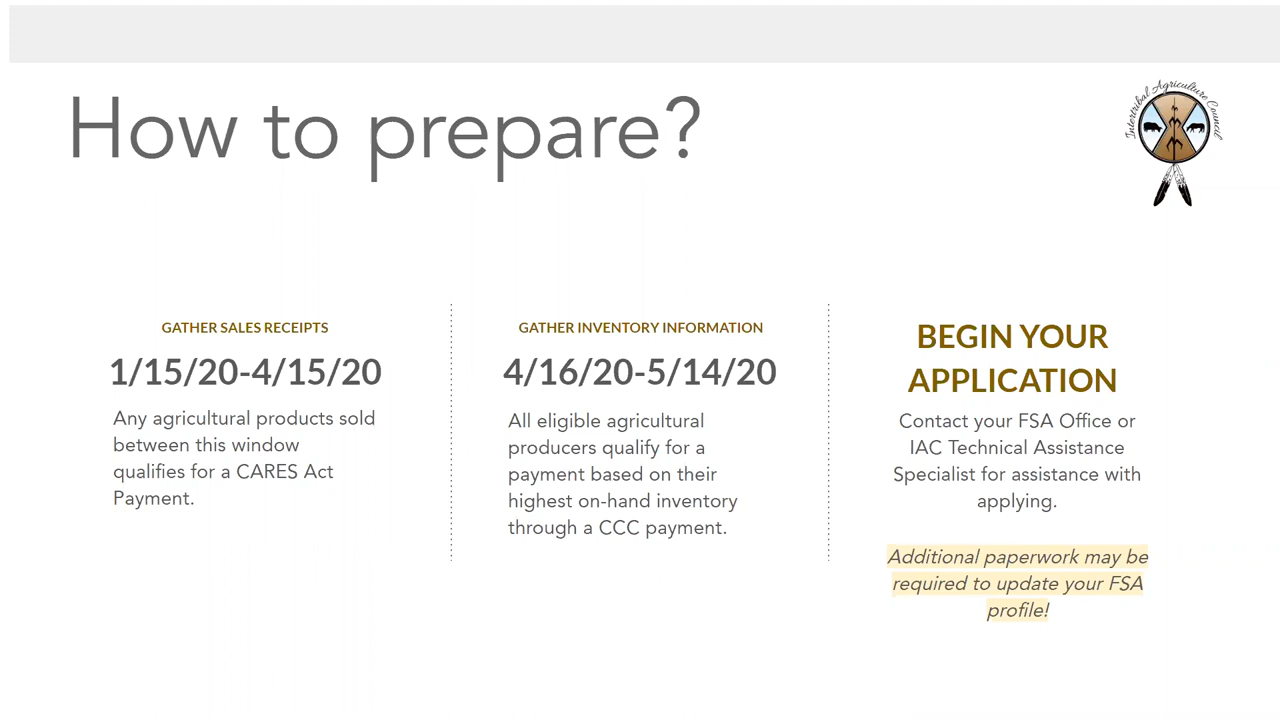 How to prepare?
Intertribal Agriculture Council
GATHER SALES RECEIPTS
1/15/20-4/15/20
Any agricultural products sold
between this window
qualifies for a CARES Act
Payment.
GATHER INVENTORY INFORMATION
4/16/20-5/14/20
All eligible agricultural
producers qualify for a
payment based on their
highest on-hand inventory
through a CCC payment.
BEGIN YOUR
APPLICATION
Contact your FSA Office or
IAC Technical Assistance
Specialist for assistance with
applying.
Additional paperwork may be
required to update your FSA
profile!